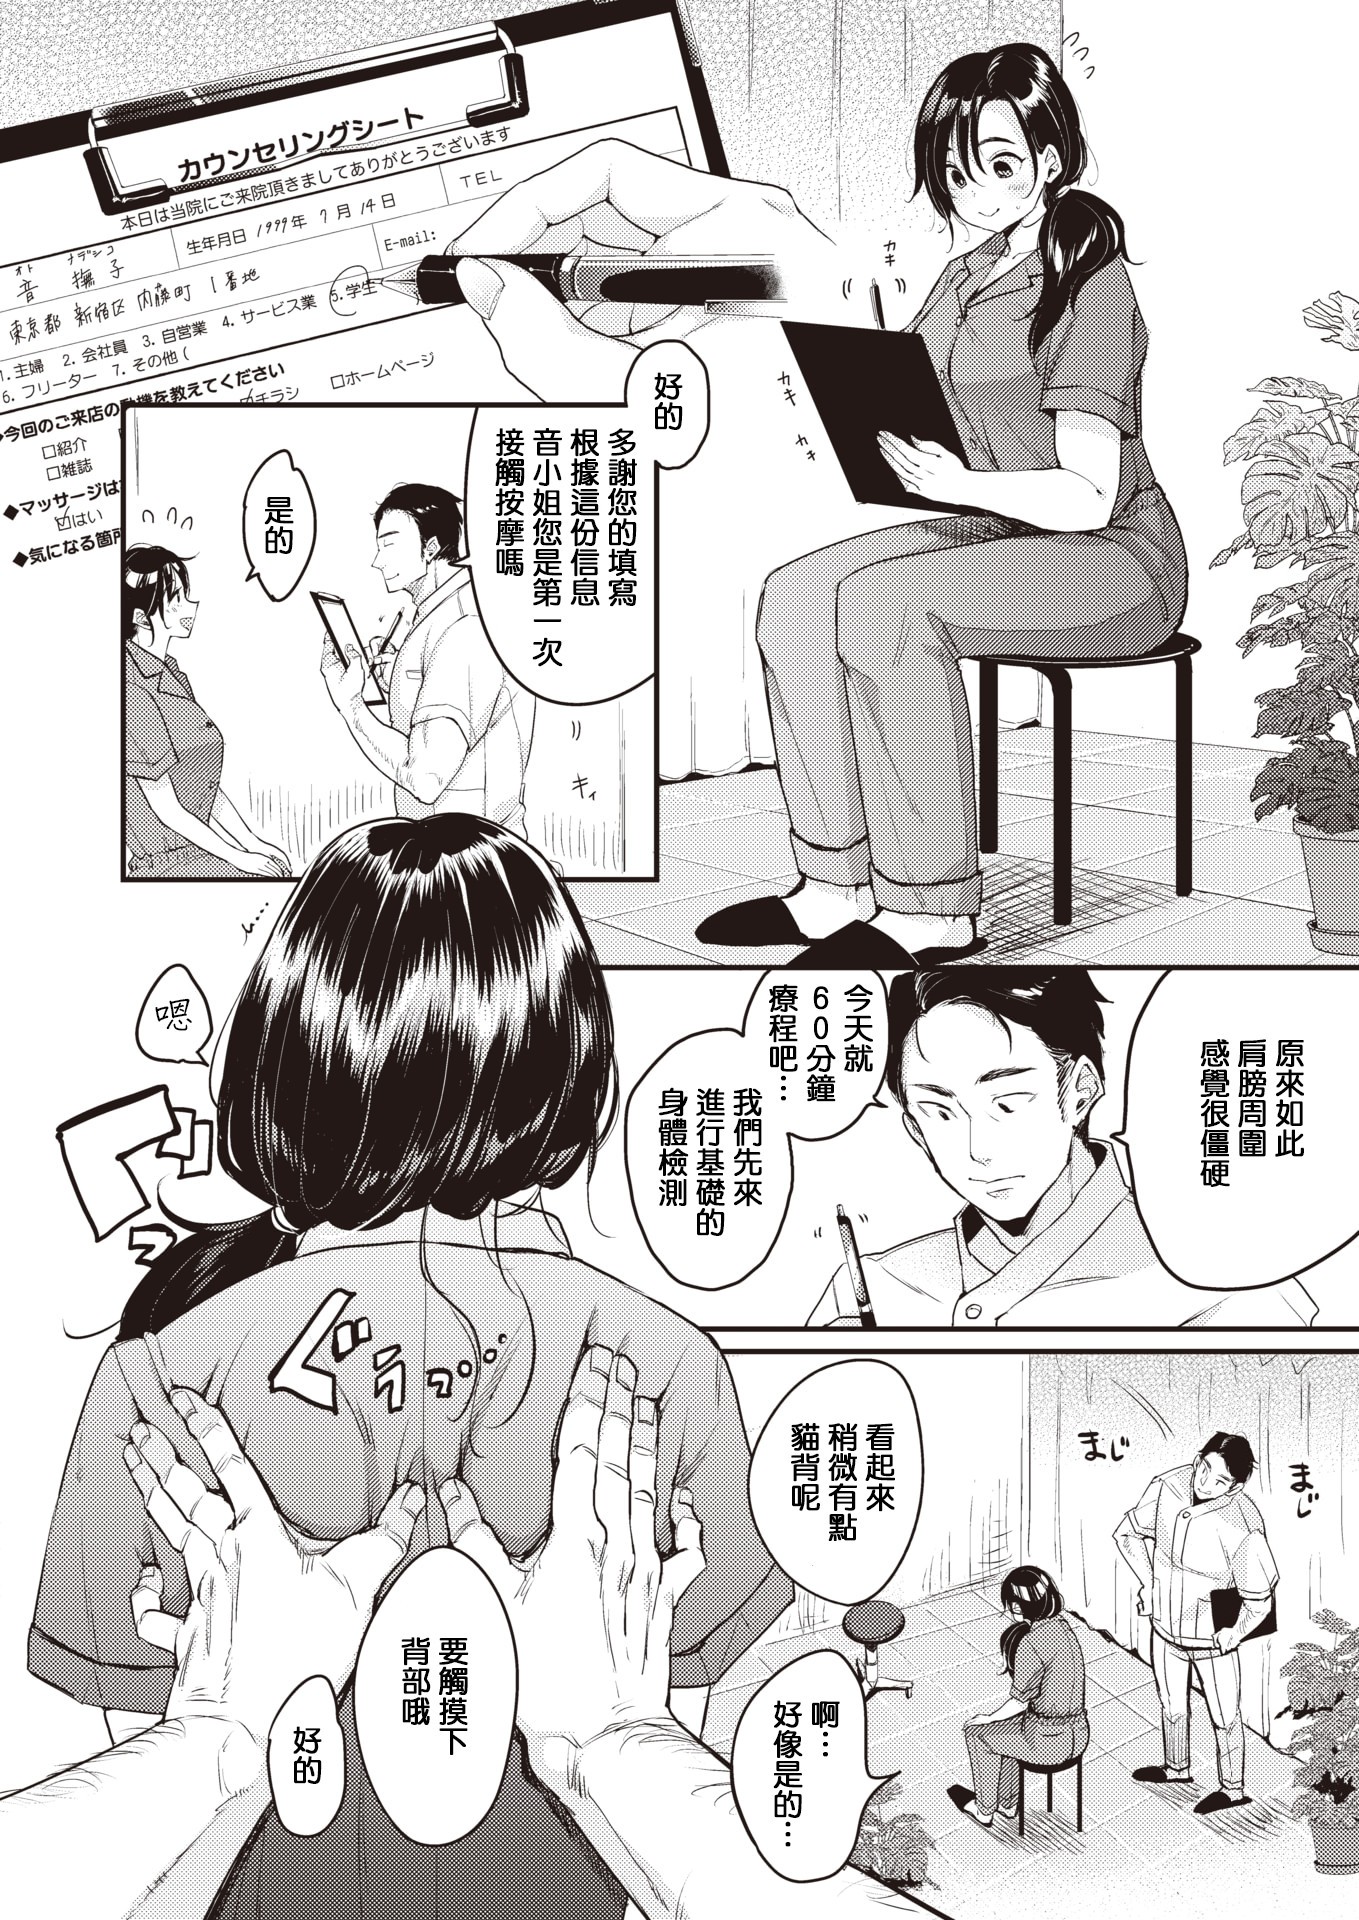 カウンセリングシート
本日は当院にご来院頂きましてありがとうございます
オト ナデシコ
音 撫子
生年月日 1999年 7月 14日
TEL
E-mail:
東京都 新宿区 内藤町 1番地
1.主婦 2.会社員 3.自営業 4.サービス業 5.学生
6.フリーター 7.その他(
◆今回のご来店の動機を教えてください
□紹介
チラシ
□ホームページ
□雑誌
◆マッサージは
はい
◆気になる箇所
カキ
カキ
カキ
好的
多謝您的填寫
根據這份信息
音小姐您是第一次
接觸按摩嗎
是的
キィ
原來如此
肩膀周圍
感覺很僵硬
今天就
60分鐘
療程吧…
我們先來
進行基礎的
身體檢測
嗯
ぐぅっ…
まじ
まじ
看起來
稍微有點
貓背呢
啊…
好像是的…
要觸摸下
背部哦
好的